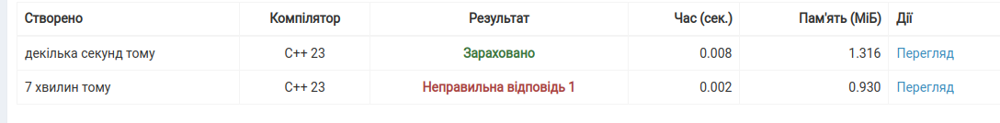 Створено Компілятор Результат Час (сек.) Пам'ять (МіБ) Дії
декілька секунд тому C++ 23 Зараховано 0.008 1.316 Перегляд
7 хвилин тому C++ 23 Неправильна відповідь 1 0.002 0.930 Перегляд